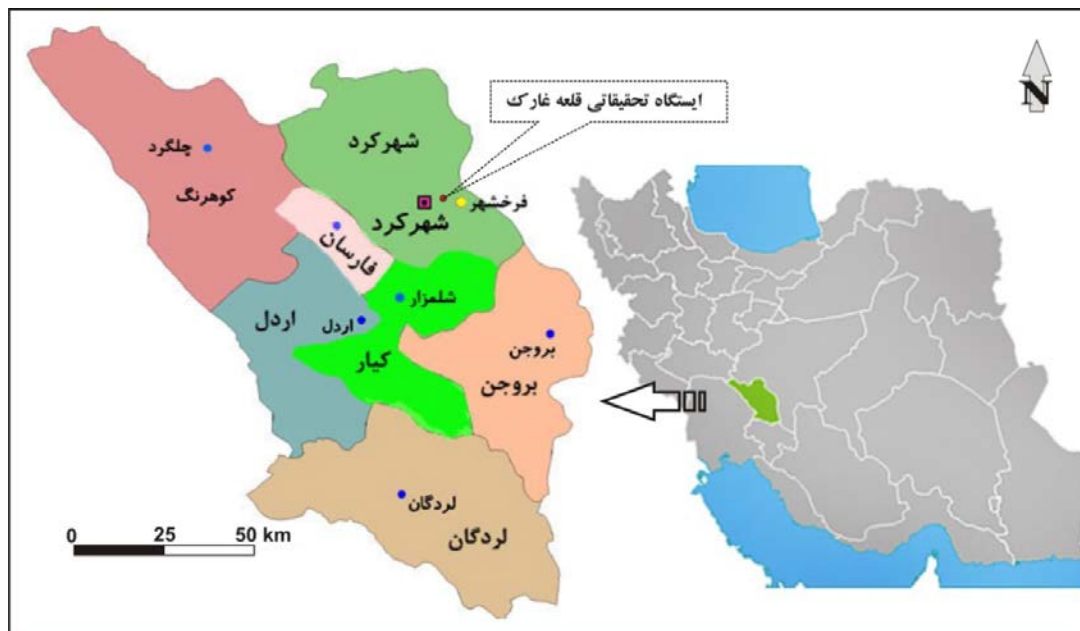 ایستگاه تحقیقاتی قلعه غارك
N
شهرکرد
چلگرد
کوهرنگ
فرخشهر
شهرکرد
فارسان
شلمزار
اردل
اردل
بروجن
کیار
بروجن
لردگان
لردگان
0 25 50 km